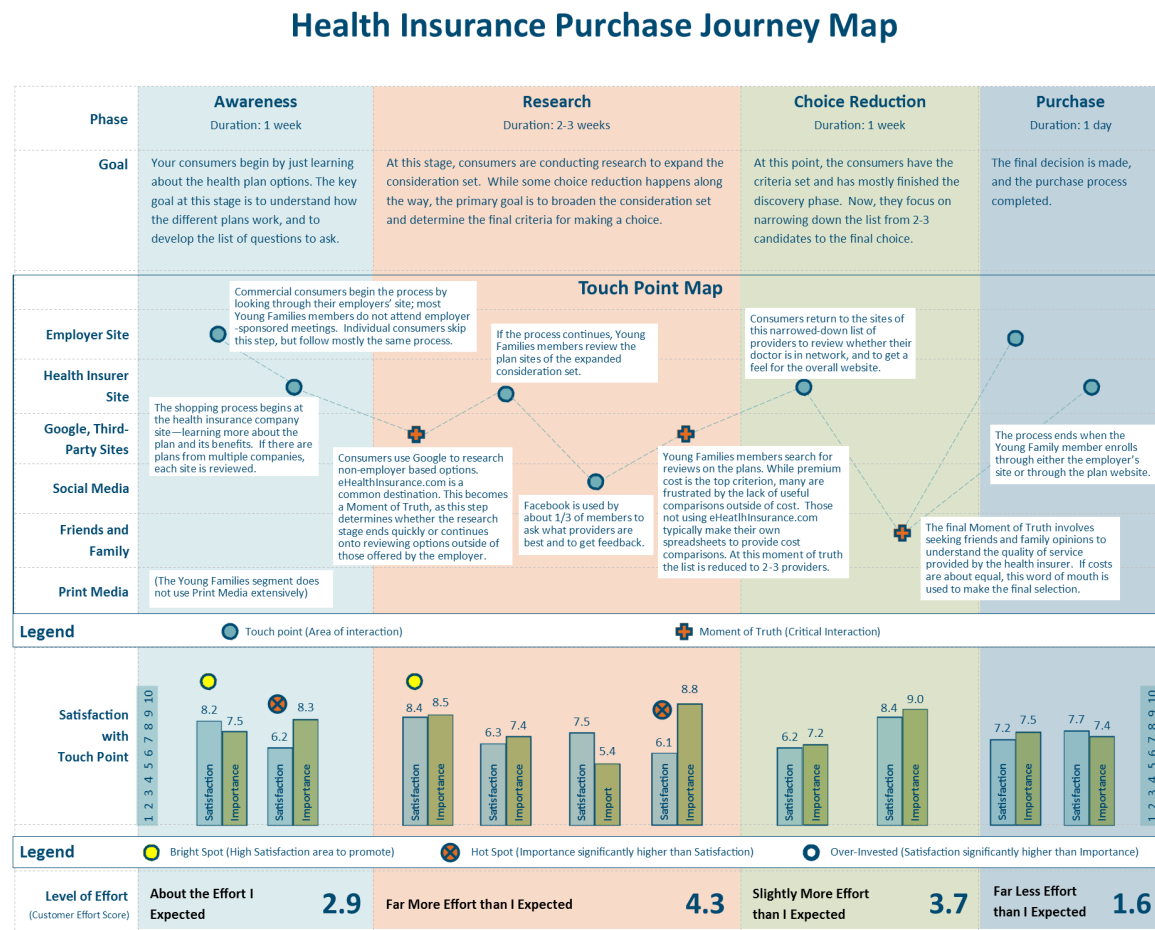 Health Insurance Purchase Journey Map
Phase
Awareness
Duration: 1 week
Research
Duration: 2-3 weeks
Choice Reduction
Duration: 1 week
Purchase
Duration: 1 day
Goal
Your consumers begin by just learning
about the health plan options. The key
goal at this stage is to understand how
the different plans work, and to
develop the list of questions to ask.
At this stage, consumers are conducting research to expand the
consideration set. While some choice reduction happens along
the way, the primary goal is to broaden the consideration set
and determine the final criteria for making a choice.
At this point, the consumers have the
criteria set and has mostly finished the
discovery phase. Now, they focus on
narrowing down the list from 2-3
candidates to the final choice.
The final decision is made,
and the purchase process
completed.
Touch Point Map
Employer Site
Health Insurer
Site
Google, Third-
Party Sites
Social Media
Friends and
Family
Print Media
Commercial consumers begin the process by
looking through their employers' site; most
Young Families members do not attend employer
-sponsored meetings. Individual consumers skip
this step, but follow mostly the same process.
The shopping process begins at
the health insurance company
site—learning more about the
plan and its benefits. If there are
plans from multiple companies,
each site is reviewed.
Consumers use Google to research
non-employer based options.
eHealthInsurance.com is a
common destination. This becomes
a Moment of Truth, as this step
determines whether the research
stage ends quickly or continues
onto reviewing options outside of
those offered by the employer.
If the process continues, Young
Families members review the
plan sites of the expanded
consideration set.
Facebook is used by
about 1/3 of members to
ask what providers are
best and to get feedback.
Young Families members search for
reviews on the plans. While premium
cost is the top criterion, many are
frustrated by the lack of useful
comparisons outside of cost. Those
not using eHeatlhInsurance.com
typically make their own
spreadsheets to provide cost
comparisons. At this moment of truth
the list is reduced to 2-3 providers.
Consumers return to the sites of
this narrowed-down list of
providers to review whether their
doctor is in network, and to get a
feel for the overall website.
The final Moment of Truth involves
seeking friends and family opinions to
understand the quality of service
provided by the health insurer. If costs
are about equal, this word of mouth is
used to make the final selection.
The process ends when the
Young Family member enrolls
through either the employer's
site or through the plan website.
(The Young Families segment does
not use Print Media extensively)
Legend
Touch point (Area of interaction)
Moment of Truth (Critical Interaction)
Satisfaction
with
Touch Point
1 2 3 4 5 6 7 8 9 10
8.2
7.5
Satisfaction
Importance
6.2
8.3
Satisfaction
Importance
8.4
8.5
Satisfaction
Importance
6.3
7.4
Satisfaction
Importance
7.5
5.4
Satisfaction
Import
6.1
8.8
Satisfaction
Importance
6.2
7.2
Satisfaction
Importance
8.4
9.0
Satisfaction
Importance
7.2
7.5
Satisfaction
Importance
7.7
7.4
Satisfaction
Importance
1 2 3 4 5 6 7 8 9 10
Legend
Bright Spot (High Satisfaction area to promote)
Hot Spot (Importance significantly higher than Satisfaction)
Over-Invested (Satisfaction significantly higher than Importance)
Level of Effort
(Customer Effort Score)
About the Effort I
Expected
2.9
Far More Effort than I Expected
4.3
Slightly More Effort
than I Expected
3.7
Far Less Effort
than I Expected
1.6